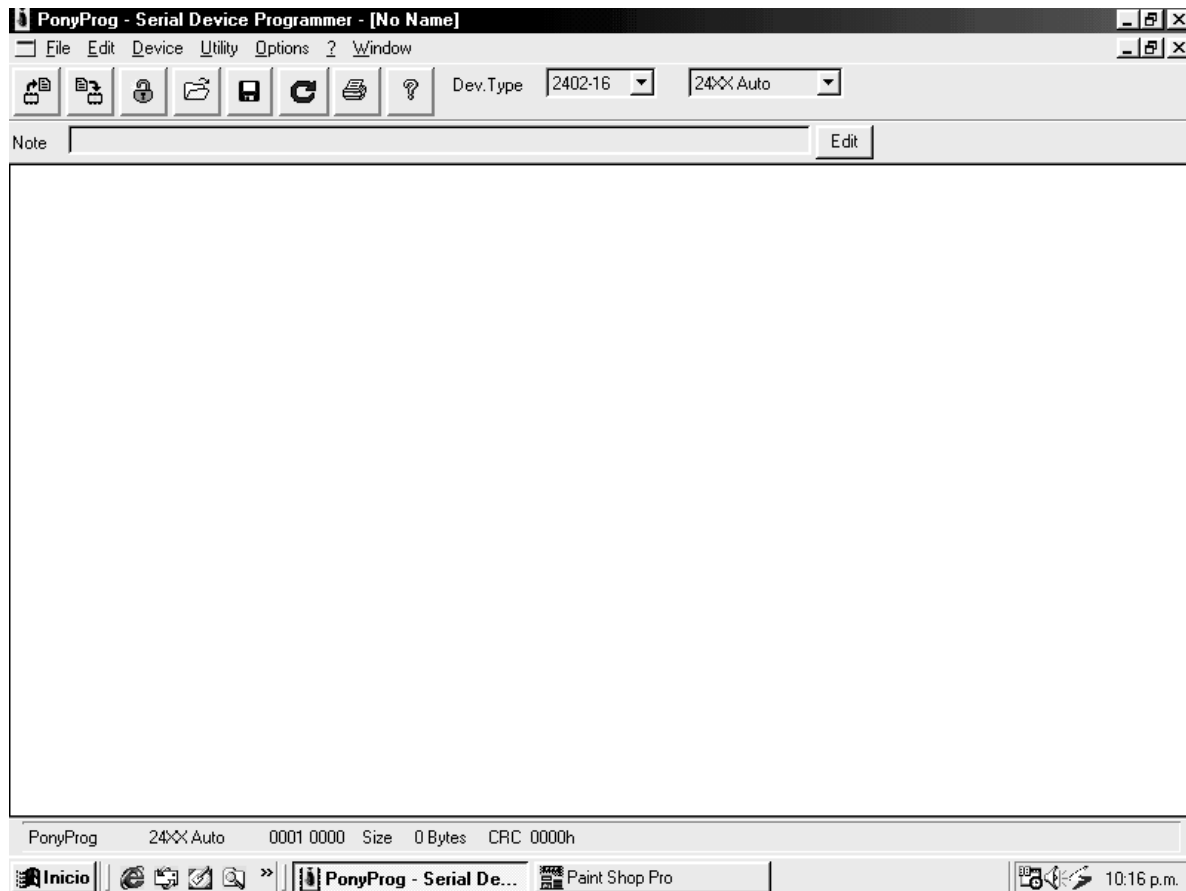 PonyProg - Serial Device Programmer - [No Name]
File Edit Device Utility Options ? Window
Dev.Type 2402-16 24XX Auto
Note Edit
PonyProg 24XX Auto 0001 0000 Size 0 Bytes CRC 0000h
Inicio » PonyProg - Serial De... Paint Shop Pro 10:16 p.m.